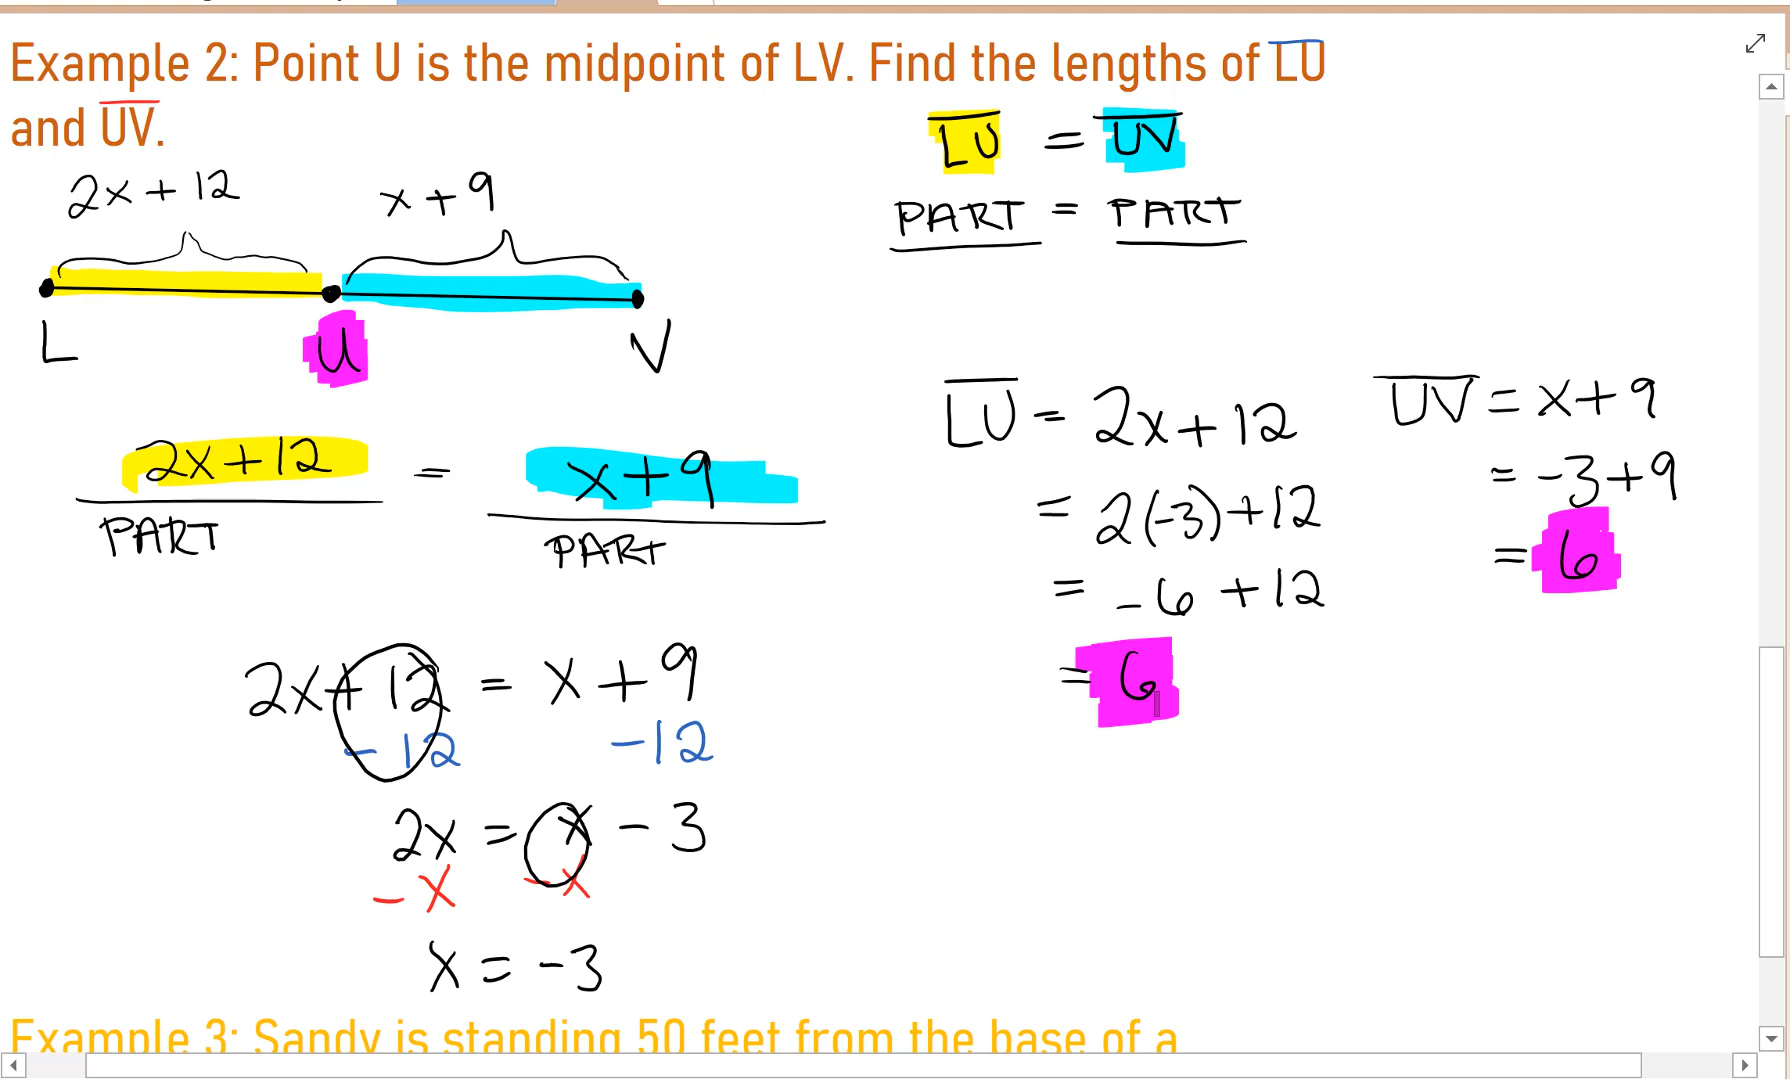 Example 2: Point U is the midpoint of LV. Find the lengths of LU
and UV.
LU = UV
PART = PART
2x + 12
x + 9
L
U
V
2x + 12 = x + 9
PART
PART
2x + 12 = x + 9
- 12
- 12
2x = x - 3
- x
- x
x = -3
LU = 2x + 12
= 2(-3) + 12
= -6 + 12
= 6
UV = x + 9
= -3 + 9
= 6
Example 3: Sandy is standing 50 feet from the base of a